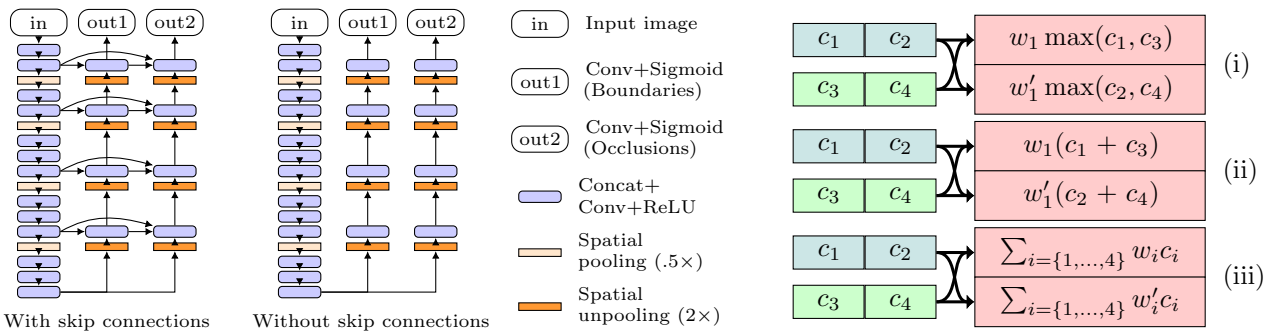 in out1 out2
With skip connections
in out1 out2
Without skip connections
in Input image
out1 Conv+Sigmoid
(Boundaries)
out2 Conv+Sigmoid
(Occlusions)
Concat+
Conv+ReLU
Spatial
pooling (.5×)
Spatial
unpooling (2×)
c₁ c₂
c₃ c₄
w₁ max(c₁, c₃)
w′₁ max(c₂, c₄)
(i)
c₁ c₂
c₃ c₄
w₁(c₁ + c₃)
w′₁(c₂ + c₄)
(ii)
c₁ c₂
c₃ c₄
∑ᵢ₌{₁,...,₄} wᵢcᵢ
∑ᵢ₌{₁,...,₄} w′ᵢcᵢ
(iii)